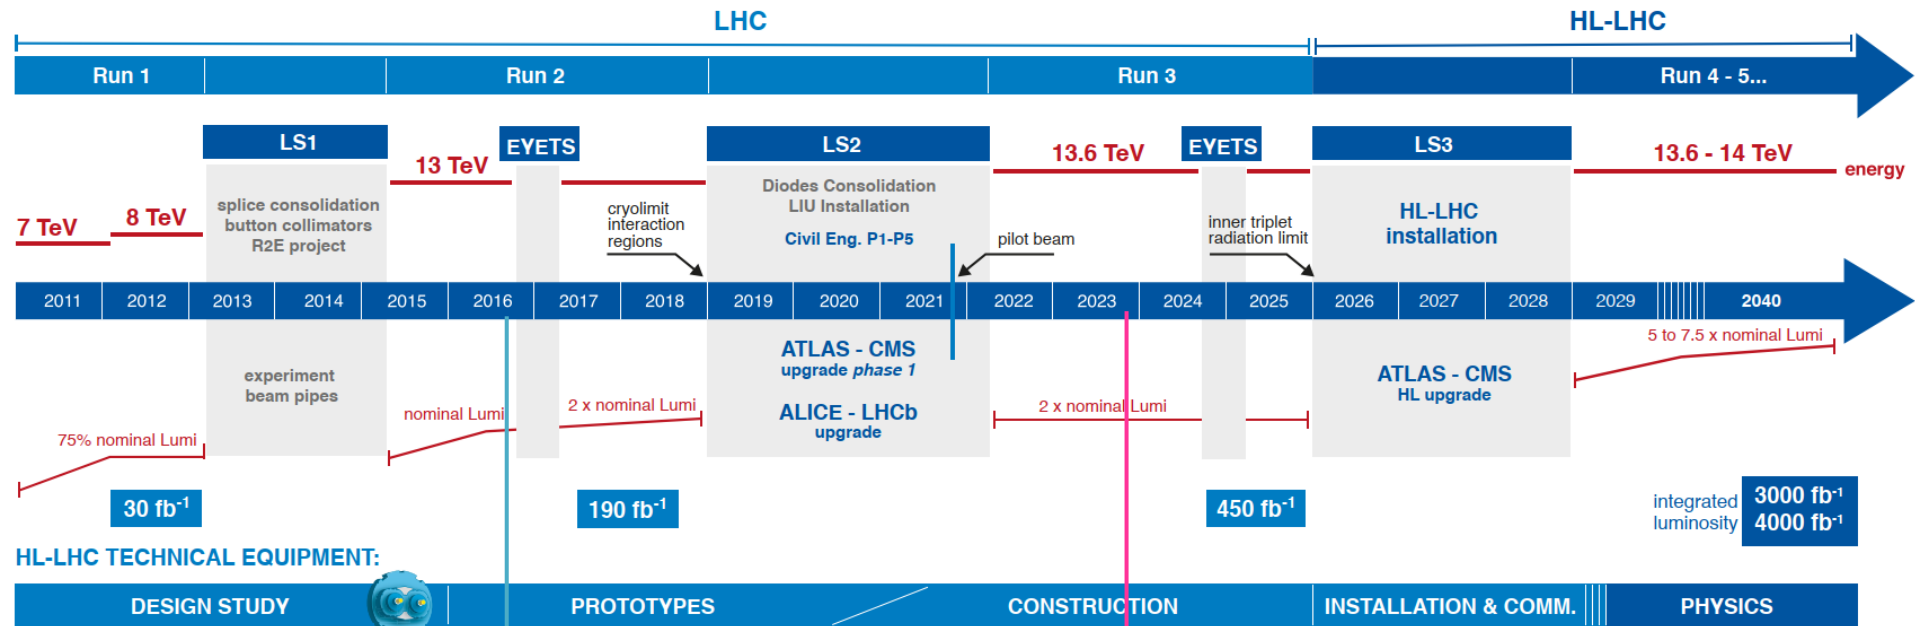 LHC
HL-LHC
Run 1
Run 2
Run 3
Run 4 - 5...
LS1
EYETS
LS2
EYETS
LS3
13 TeV
13.6 TeV
13.6 - 14 TeV
energy
7 TeV
8 TeV
splice consolidation
button collimators
R2E project
cryolimit
interaction
regions
Diodes Consolidation
LIU Installation
Civil Eng. P1-P5
pilot beam
inner triplet
radiation limit
HL-LHC
installation
2011
2012
2013
2014
2015
2016
2017
2018
2019
2020
2021
2022
2023
2024
2025
2026
2027
2028
2029
2040
experiment
beam pipes
ATLAS - CMS
upgrade phase 1
ALICE - LHCb
upgrade
ATLAS - CMS
HL upgrade
5 to 7.5 x nominal Lumi
75% nominal Lumi
nominal Lumi
2 x nominal Lumi
2 x nominal Lumi
30 fb⁻¹
190 fb⁻¹
450 fb⁻¹
integrated
luminosity
3000 fb⁻¹
4000 fb⁻¹
HL-LHC TECHNICAL EQUIPMENT:
DESIGN STUDY
PROTOTYPES
CONSTRUCTION
INSTALLATION & COMM.
PHYSICS